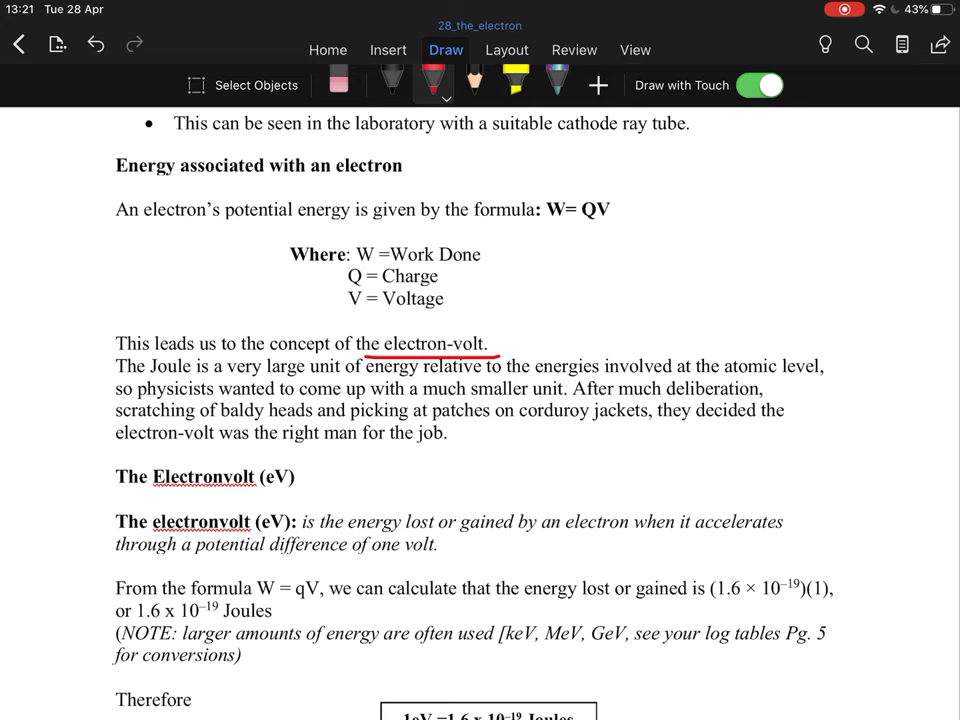 13:21 Tue 28 Apr
43%
28_the_electron
Home Insert Draw Layout Review View
Select Objects
Draw with Touch
• This can be seen in the laboratory with a suitable cathode ray tube.
Energy associated with an electron
An electron’s potential energy is given by the formula: W= QV
Where: W =Work Done
Q = Charge
V = Voltage
This leads us to the concept of the electron-volt.
The Joule is a very large unit of energy relative to the energies involved at the atomic level,
so physicists wanted to come up with a much smaller unit. After much deliberation,
scratching of baldy heads and picking at patches on corduroy jackets, they decided the
electron-volt was the right man for the job.
The Electronvolt (eV)
The electronvolt (eV): is the energy lost or gained by an electron when it accelerates
through a potential difference of one volt.
From the formula W = qV, we can calculate that the energy lost or gained is (1.6 × 10⁻¹⁹)(1),
or 1.6 x 10⁻¹⁹ Joules
(NOTE: larger amounts of energy are often used [keV, MeV, GeV, see your log tables Pg. 5
for conversions)
Therefore
1eV =1.6 x 10⁻¹⁹ Joules